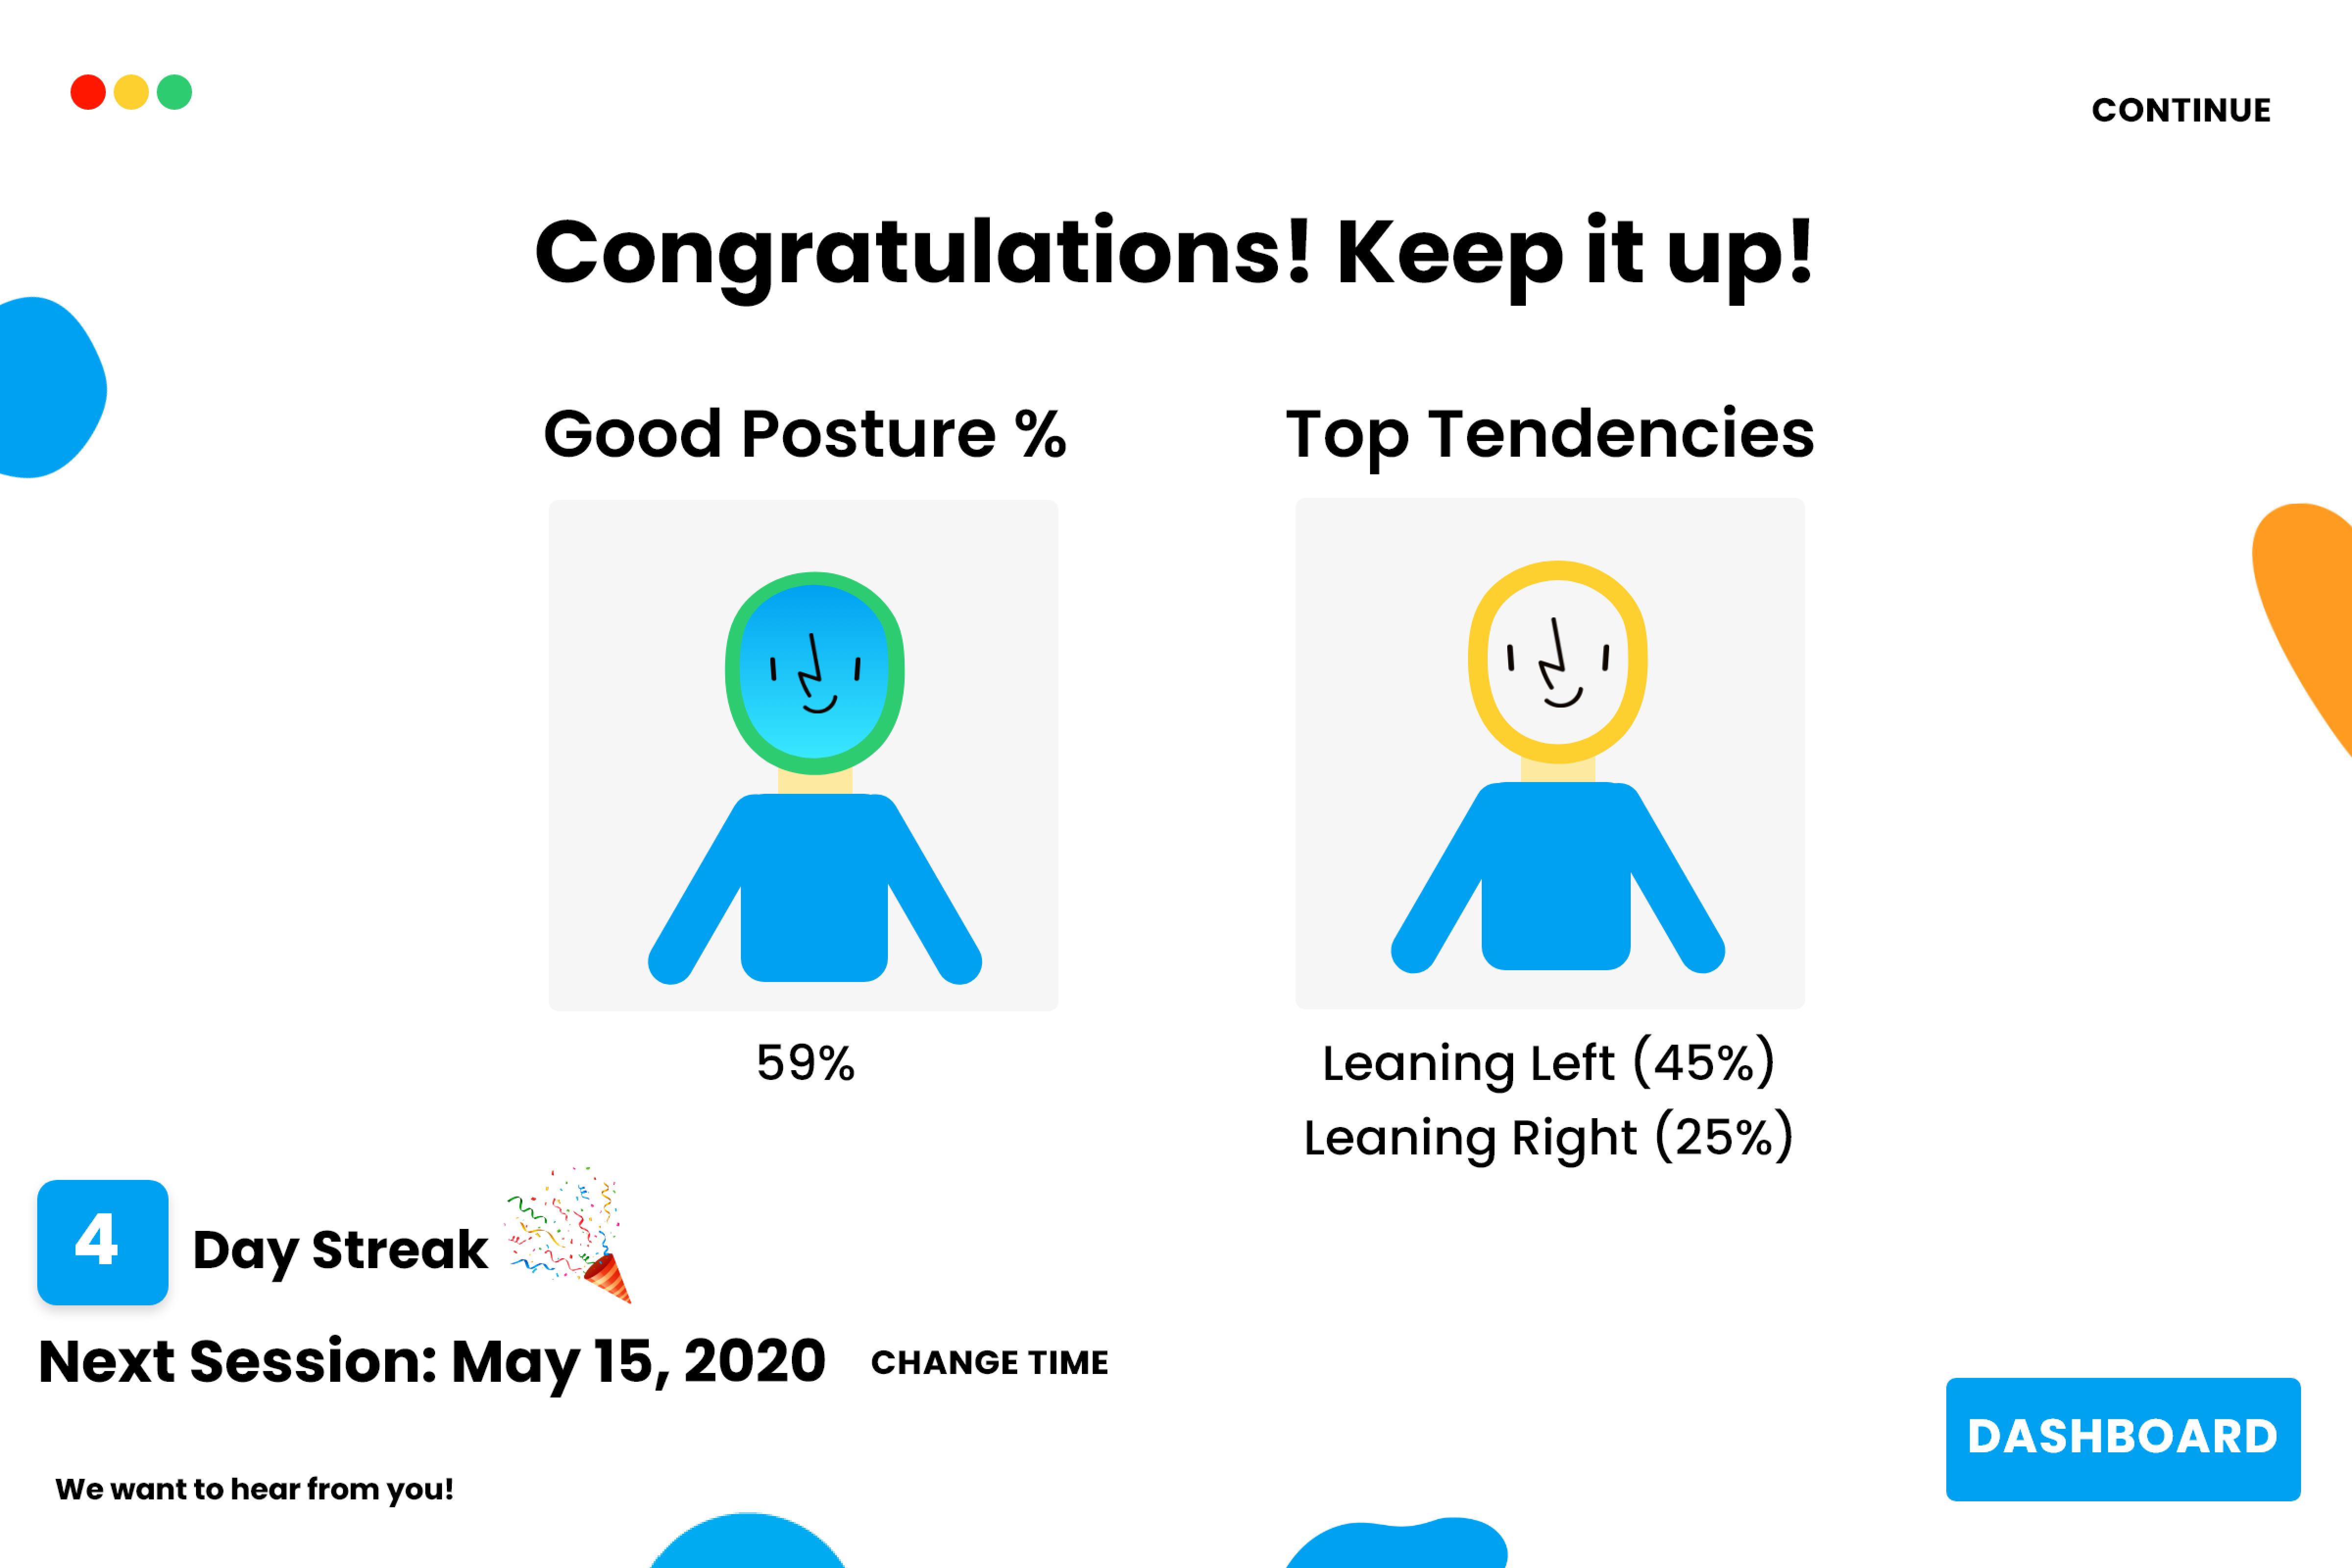 CONTINUE
Congratulations! Keep it up!
Good Posture %
Top Tendencies
59%
Leaning Left (45%)
Leaning Right (25%)
4
Day Streak
Next Session: May 15, 2020
CHANGE TIME
DASHBOARD
We want to hear from you!